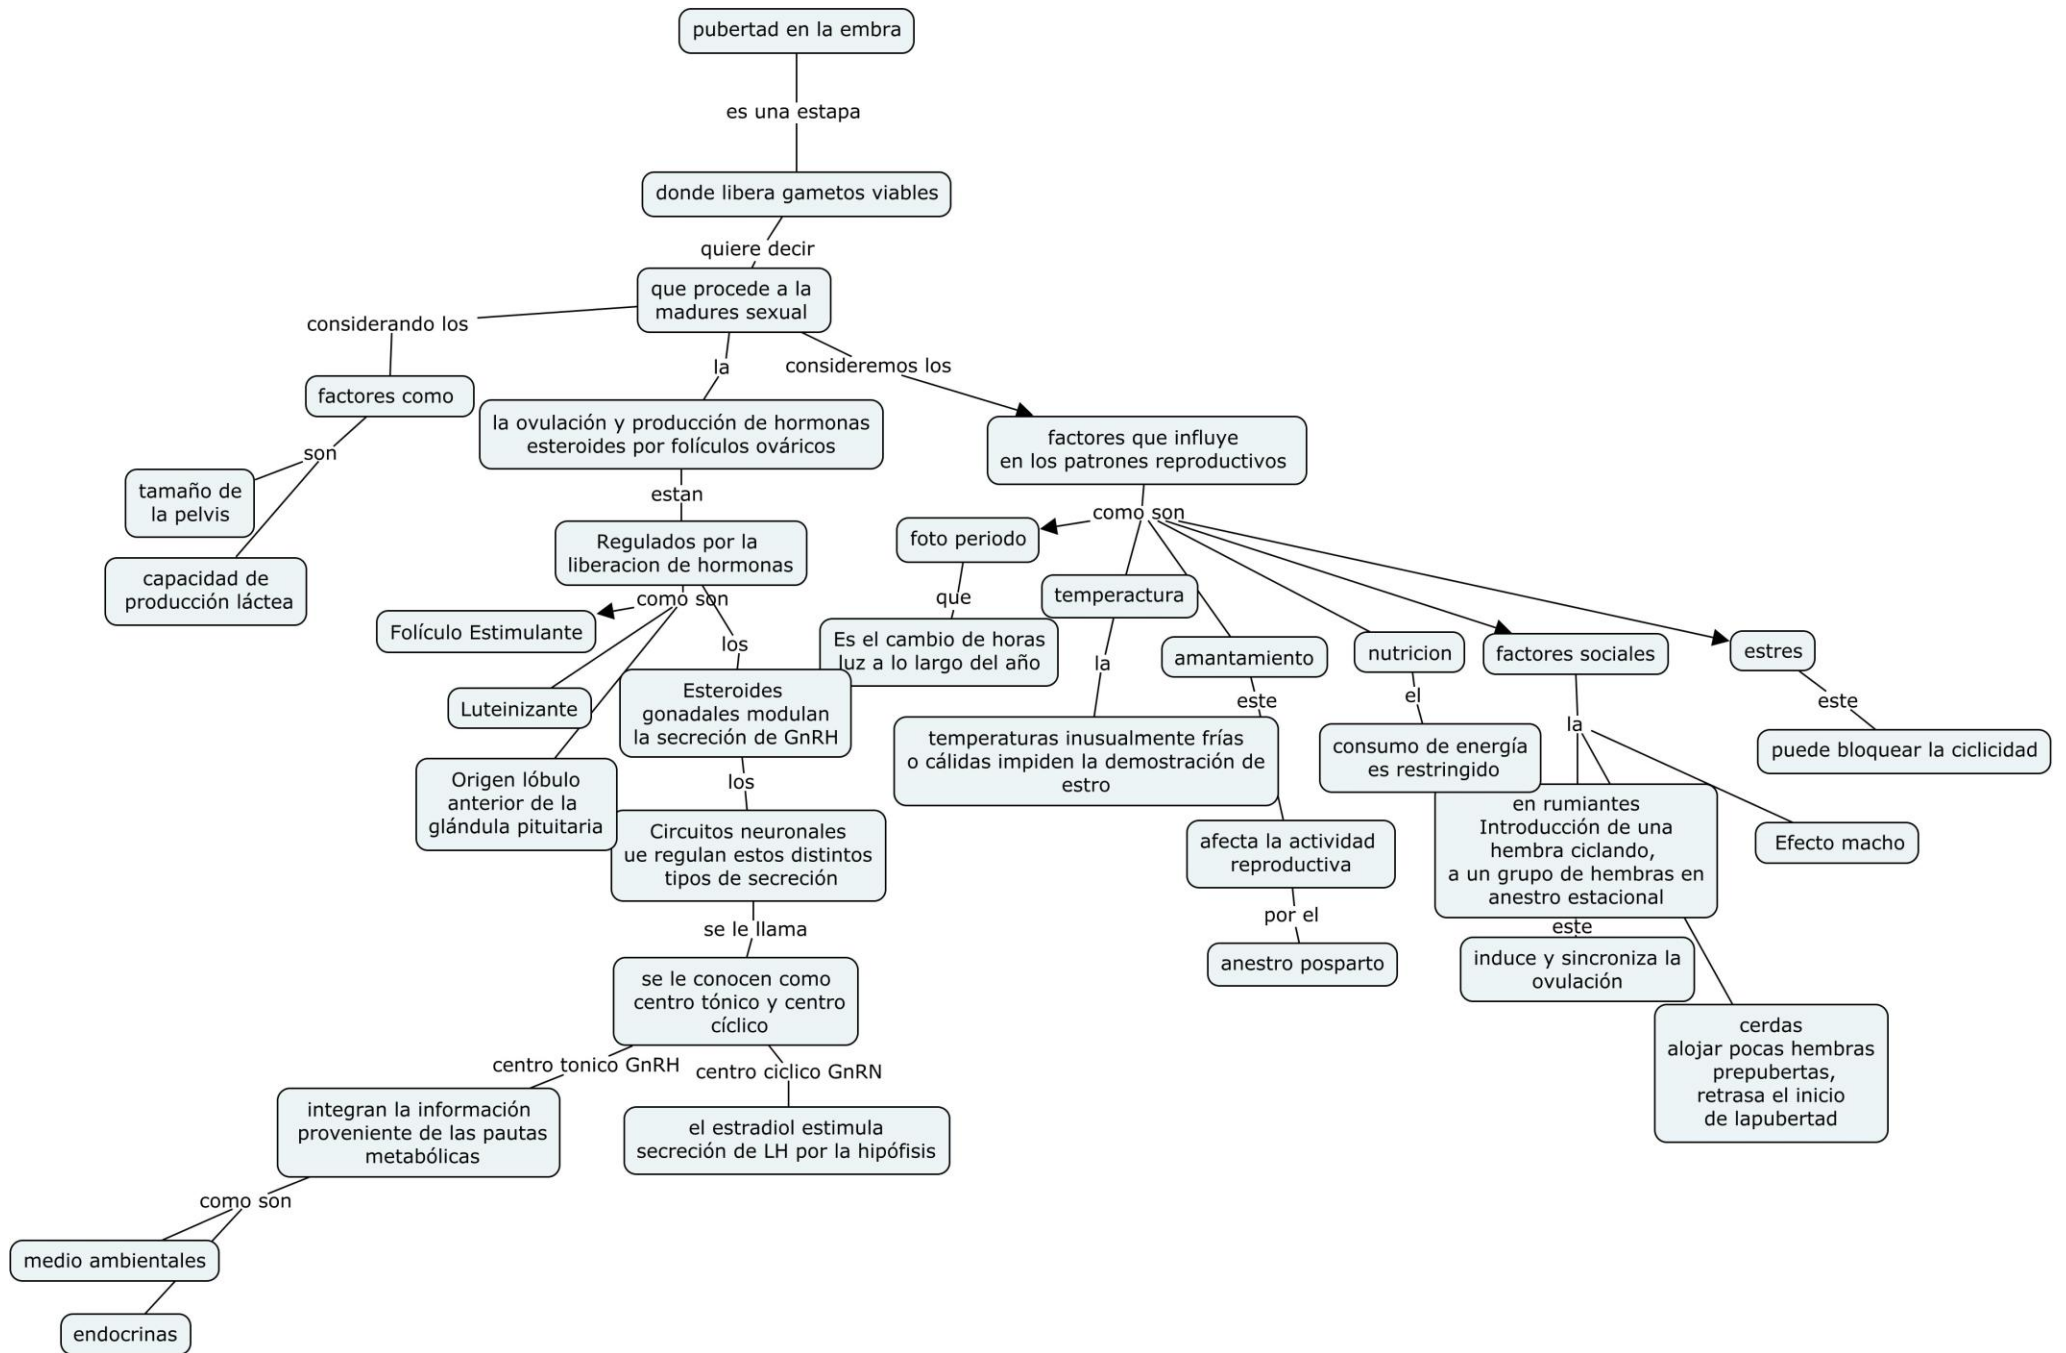 pubertad en la embra
es una estapa
donde libera gametos viables
quiere decir
que procede a la
madures sexual
considerando los
la
consideremos los
factores como
son
tamaño de
la pelvis
capacidad de
producción láctea
la ovulación y producción de hormonas
esteroides por folículos ováricos
estan
Regulados por la
liberacion de hormonas
como son
Folículo Estimulante
Luteinizante
Origen lóbulo
anterior de la
glándula pituitaria
los
Esteroides
gonadales modulan
la secreción de GnRH
los
Circuitos neuronales
ue regulan estos distintos
tipos de secreción
se le llama
se le conocen como
centro tónico y centro
cíclico
centro tonico GnRH
integran la información
proveniente de las pautas
metabólicas
como son
medio ambientales
endocrinas
centro ciclico GnRN
el estradiol estimula
secreción de LH por la hipófisis
factores que influye
en los patrones reproductivos
como son
foto periodo
que
Es el cambio de horas
luz a lo largo del año
temperactura
la
temperaturas inusualmente frías
o cálidas impiden la demostración de
estro
amantamiento
este
afecta la actividad
reproductiva
por el
anestro posparto
nutricion
el
consumo de energía
es restringido
factores sociales
la
en rumiantes
Introducción de una
hembra ciclando,
a un grupo de hembras en
anestro estacional
este
induce y sincroniza la
ovulación
cerdas
alojar pocas hembras
prepubertas,
retrasa el inicio
de lapubertad
Efecto macho
estres
este
puede bloquear la ciclicidad